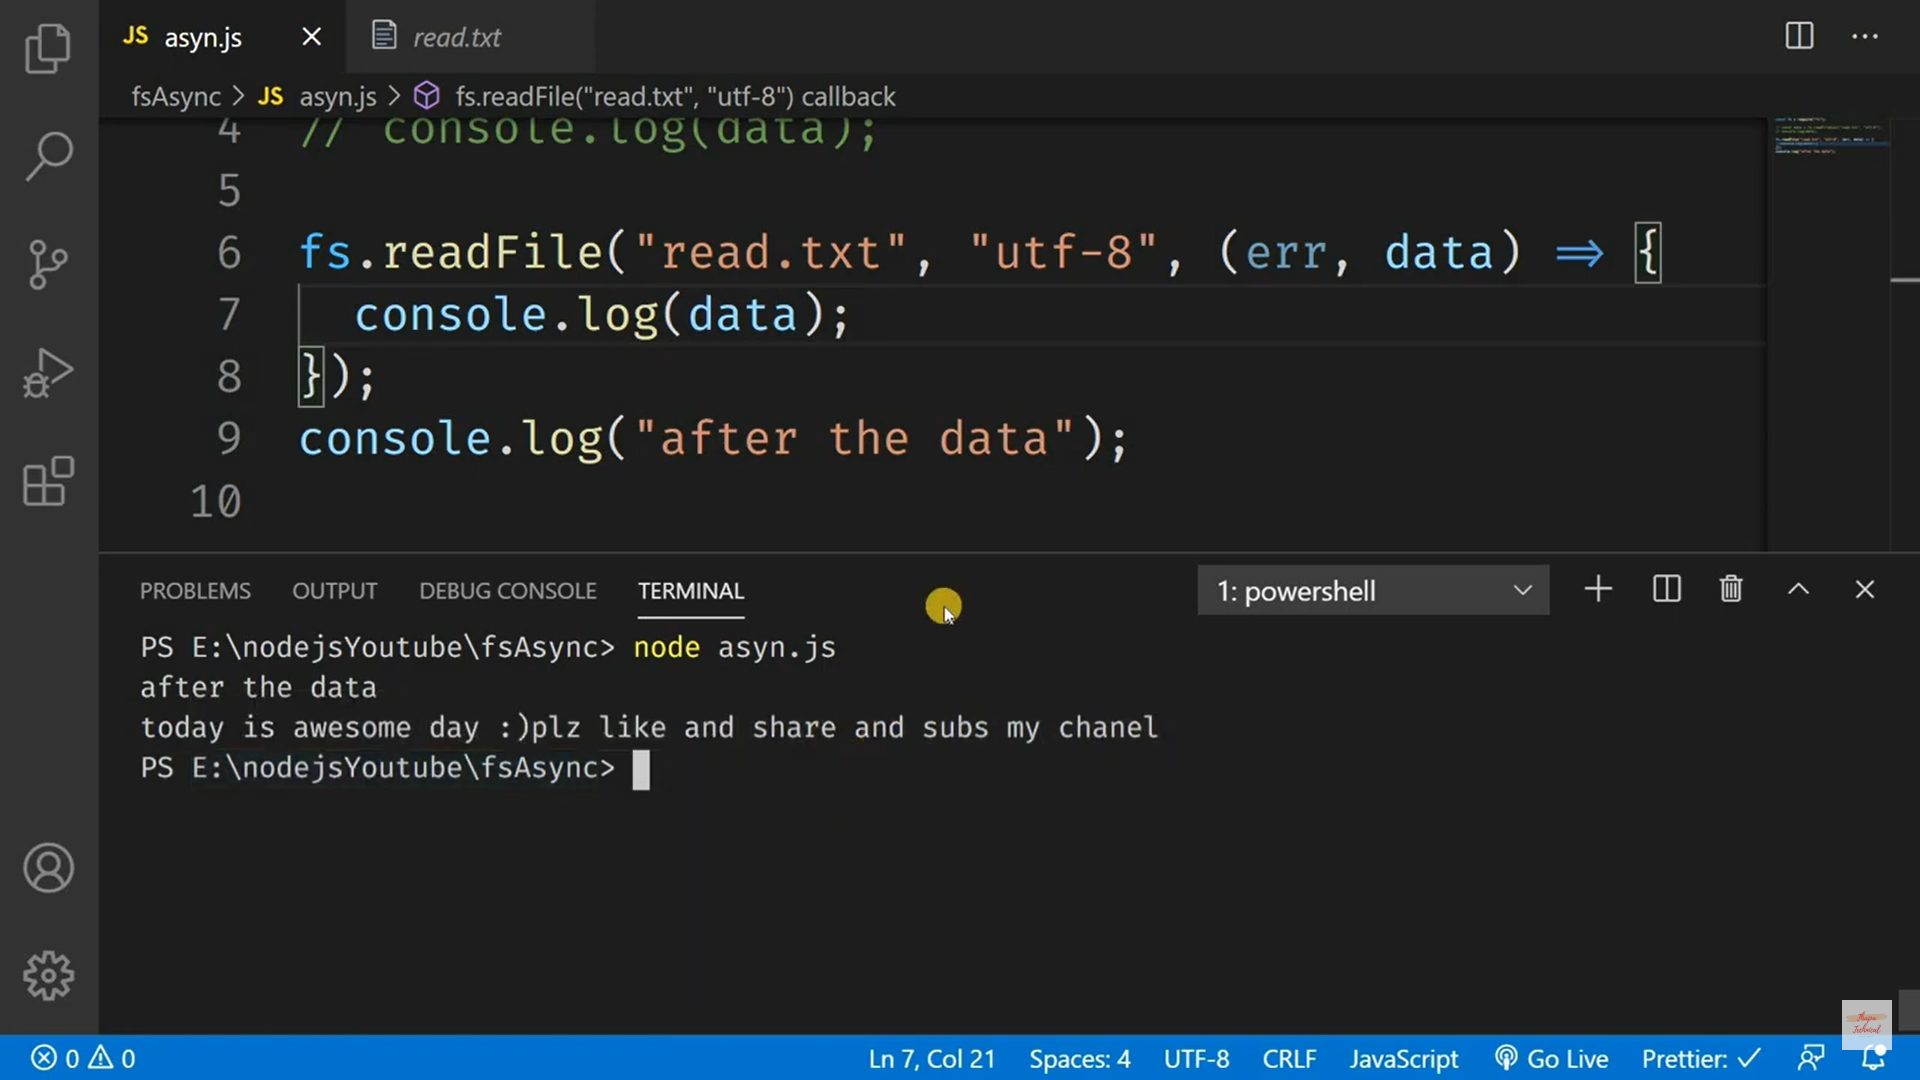 JS asyn.js
read.txt
fsAsync > JS asyn.js > fs.readFile("read.txt", "utf-8") callback
4 // console.log(data);
5
6 fs.readFile("read.txt", "utf-8", (err, data) => {
7 console.log(data);
8 });
9 console.log("after the data");
10
PROBLEMS OUTPUT DEBUG CONSOLE TERMINAL 1: powershell
PS E:\nodejsYoutube\fsAsync> node asyn.js
after the data
today is awesome day :)plz like and share and subs my chanel
PS E:\nodejsYoutube\fsAsync>
Thapa
Technical
0 0 Ln 7, Col 21 Spaces: 4 UTF-8 CRLF JavaScript Go Live Prettier: ✓